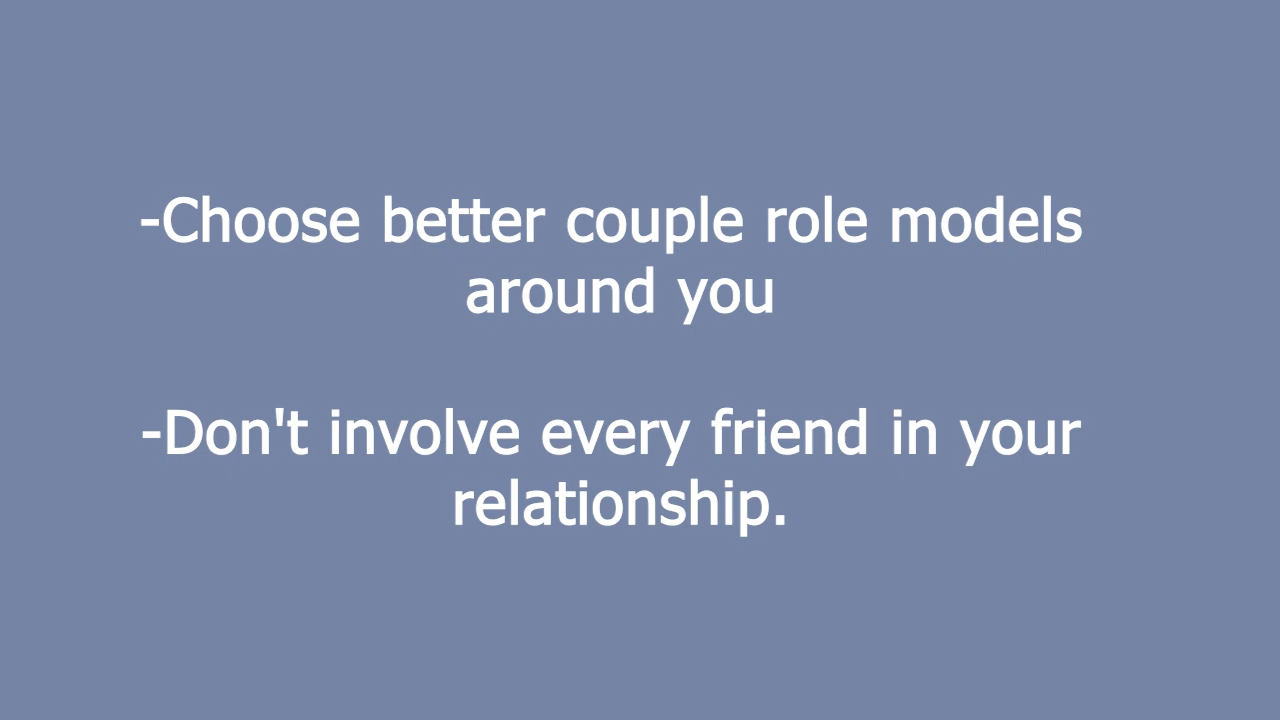 -Choose better couple role models
around you
-Don't involve every friend in your
relationship.